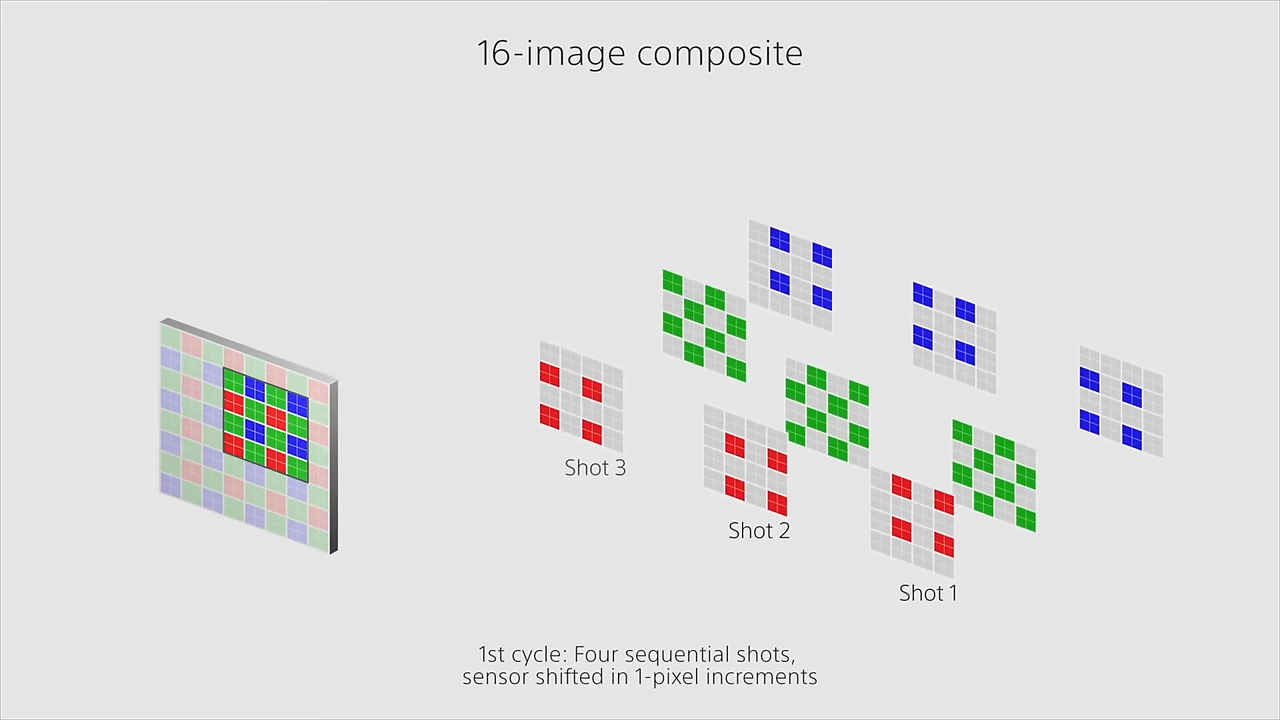 16-image composite
Shot 3
Shot 2
Shot 1
1st cycle: Four sequential shots,
sensor shifted in 1-pixel increments